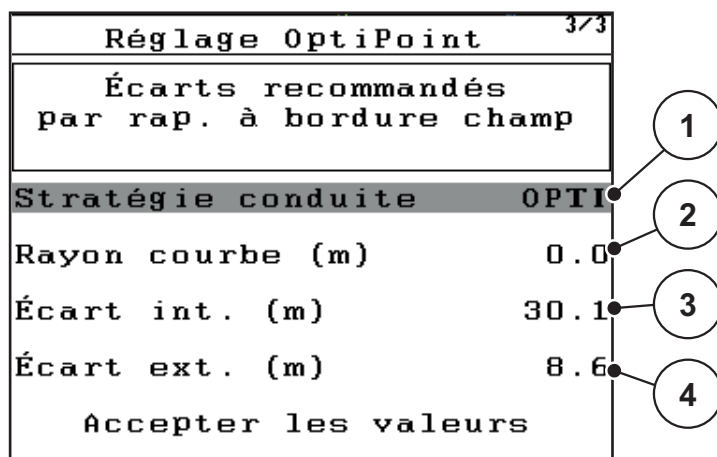 Réglage OptiPoint 3/3
Écarts recommandés
par rap. à bordure champ
Stratégie conduite OPTI
Rayon courbe (m) 0.0
Écart int. (m) 30.1
Écart ext. (m) 8.6
Accepter les valeurs
1
2
3
4